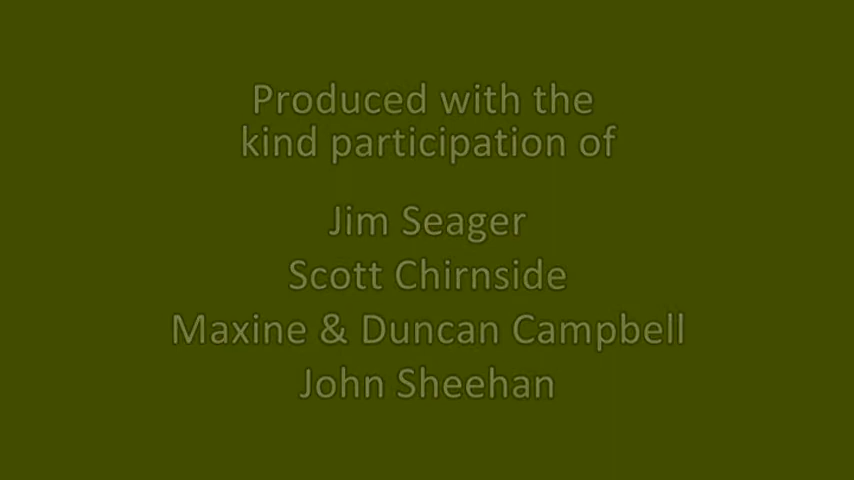 Produced with the
kind participation of
Jim Seager
Scott Chirnside
Maxine & Duncan Campbell
John Sheehan